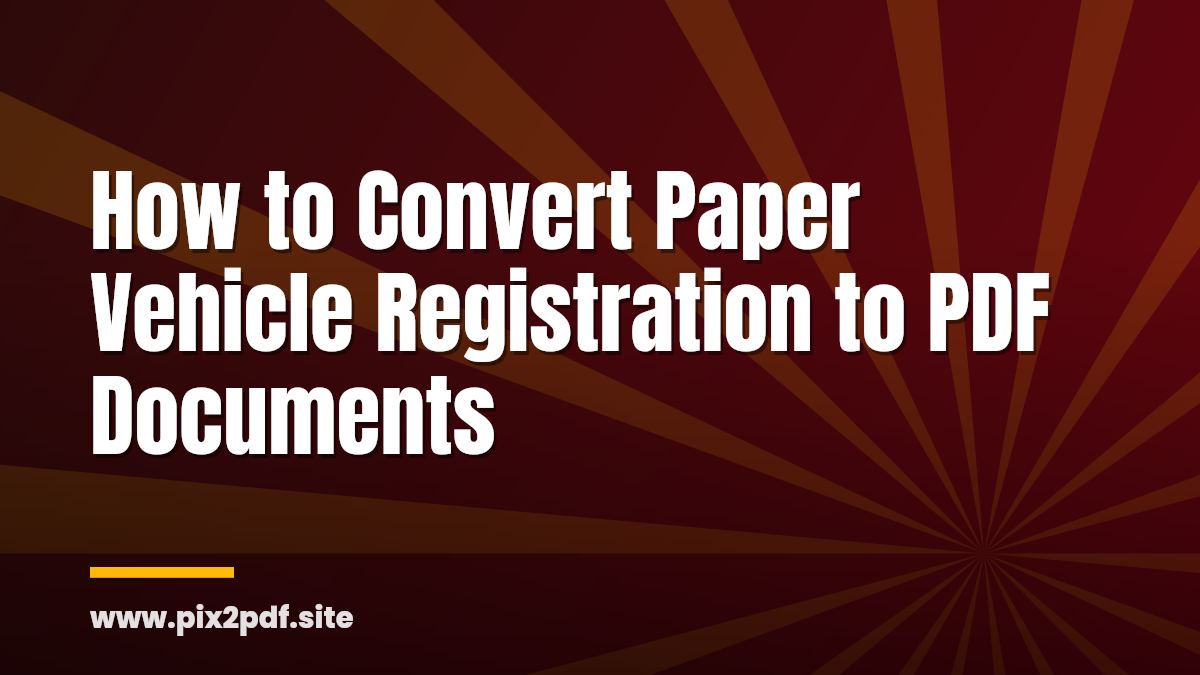 How to Convert Paper
Vehicle Registration to PDF
Documents
www.pix2pdf.site